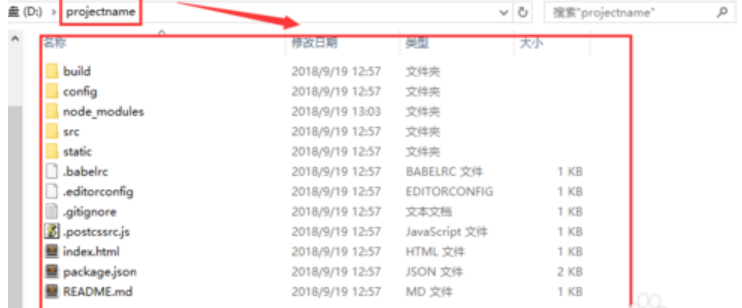 盘 (D:) > projectname 搜索"projectname"
名称 修改日期 类型 大小
build 2018/9/19 12:57 文件夹
config 2018/9/19 12:57 文件夹
node_modules 2018/9/19 13:03 文件夹
src 2018/9/19 12:57 文件夹
static 2018/9/19 12:57 文件夹
.babelrc 2018/9/19 12:57 BABELRC 文件 1 KB
.editorconfig 2018/9/19 12:57 EDITORCONFIG 1 KB
.gitignore 2018/9/19 12:57 文本文档 1 KB
.postcssrc.js 2018/9/19 12:57 JavaScript 文件 1 KB
index.html 2018/9/19 12:57 HTML 文件 1 KB
package.json 2018/9/19 12:57 JSON 文件 2 KB
README.md 2018/9/19 12:57 MD 文件 1 KB